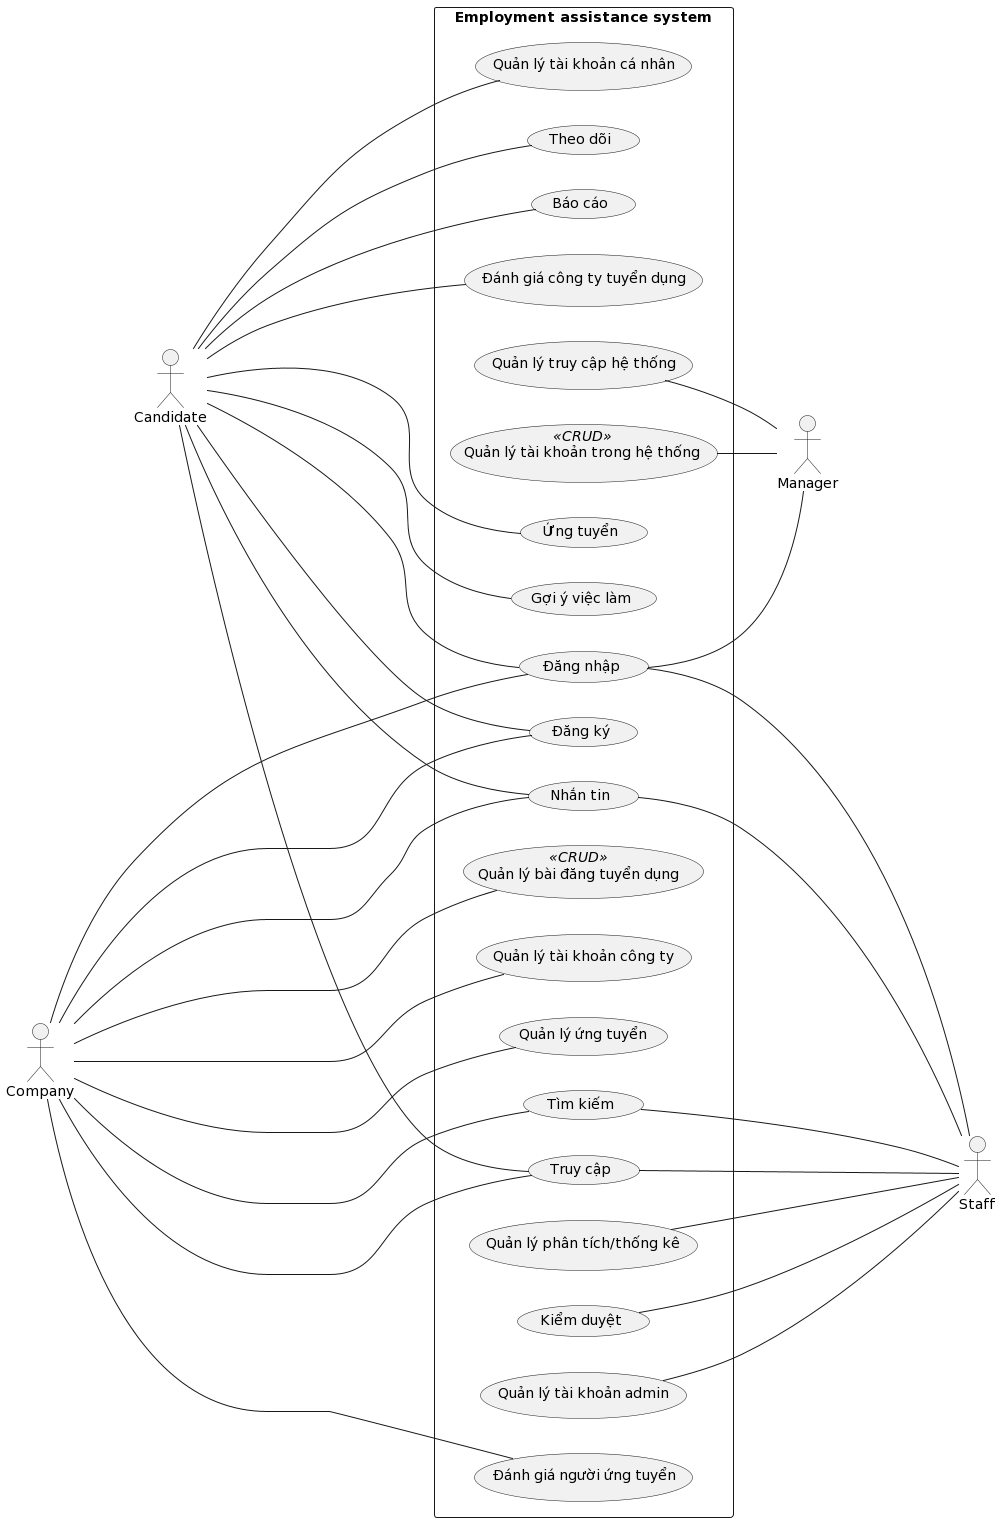 Employment assistance system
Quản lý tài khoản cá nhân
Theo dõi
Báo cáo
Đánh giá công ty tuyển dụng
Candidate
Quản lý truy cập hệ thống
«CRUD»
Quản lý tài khoản trong hệ thống
Manager
Ứng tuyển
Gợi ý việc làm
Đăng nhập
Đăng ký
Nhắn tin
«CRUD»
Quản lý bài đăng tuyển dụng
Quản lý tài khoản công ty
Quản lý ứng tuyển
Company
Tìm kiếm
Truy cập
Staff
Quản lý phân tích/thống kê
Kiểm duyệt
Quản lý tài khoản admin
Đánh giá người ứng tuyển